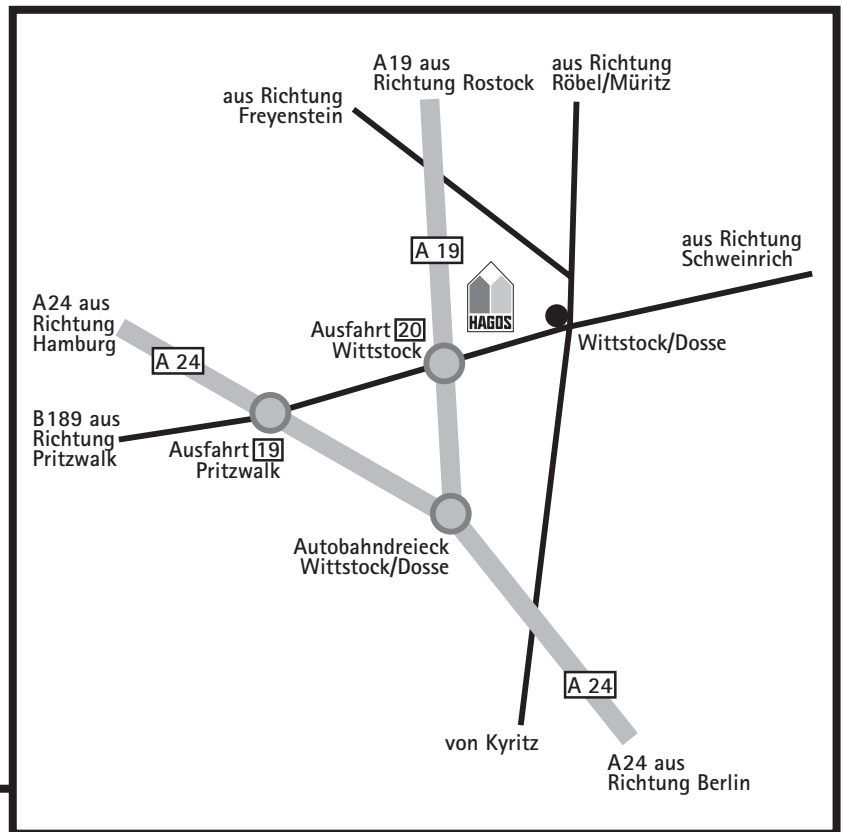 A19 aus
Richtung Rostock
aus Richtung
Röbel/Müritz
aus Richtung
Freyenstein
A 19
aus Richtung
Schweinrich
HAGOS
A24 aus
Richtung
Hamburg
A 24
Ausfahrt 20
Wittstock
Wittstock/Dosse
B189 aus
Richtung
Pritzwalk
Ausfahrt 19
Pritzwalk
Autobahndreieck
Wittstock/Dosse
A 24
von Kyritz
A24 aus
Richtung Berlin